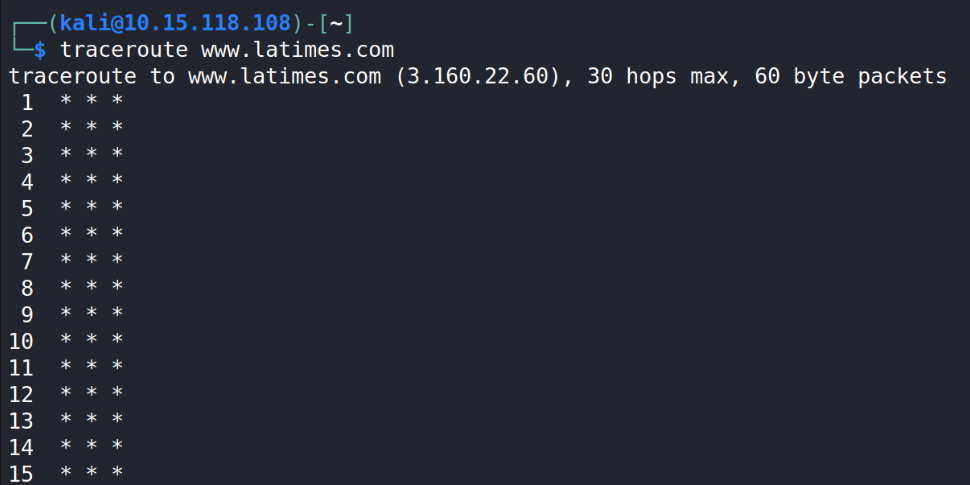 ┌──(kali@10.15.118.108)-[~]
└─$ traceroute www.latimes.com
traceroute to www.latimes.com (3.160.22.60), 30 hops max, 60 byte packets
 1  * * *
 2  * * *
 3  * * *
 4  * * *
 5  * * *
 6  * * *
 7  * * *
 8  * * *
 9  * * *
10  * * *
11  * * *
12  * * *
13  * * *
14  * * *
15  * * *